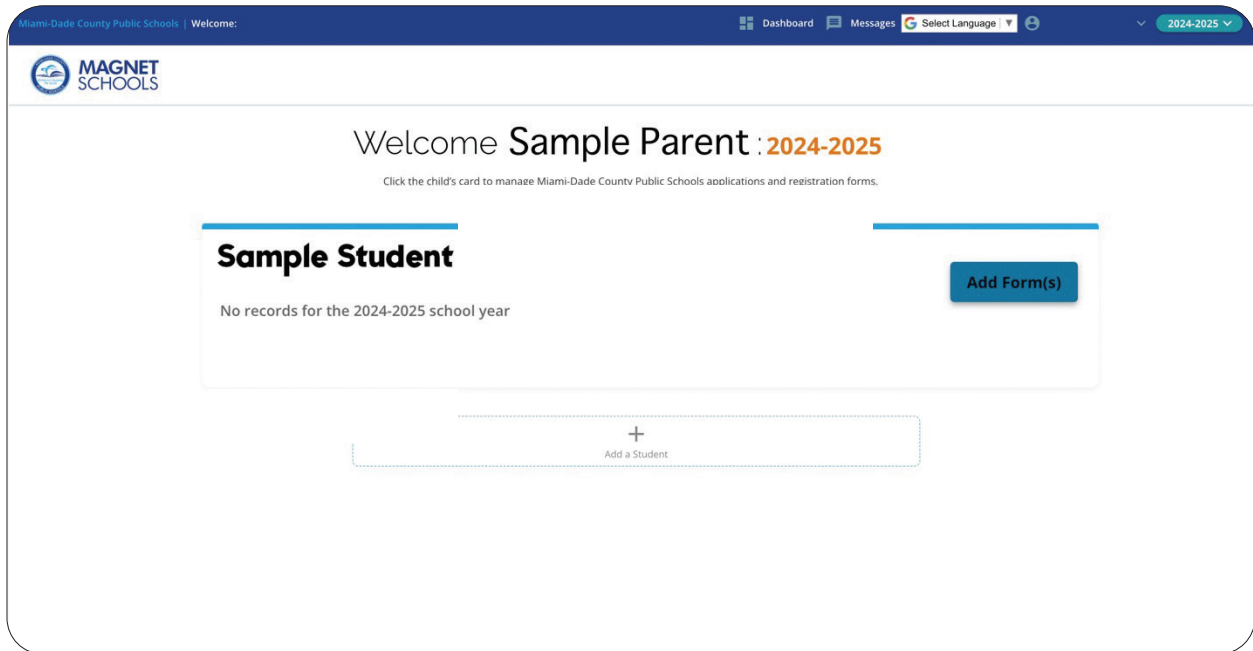 Miami-Dade County Public Schools | Welcome: Dashboard Messages G Select Language ▼ 2024-2025
MAGNET
SCHOOLS
Welcome Sample Parent : 2024-2025
Click the child's card to manage Miami-Dade County Public Schools applications and registration forms.
Sample Student
Add Form(s)
No records for the 2024-2025 school year
+
Add a Student